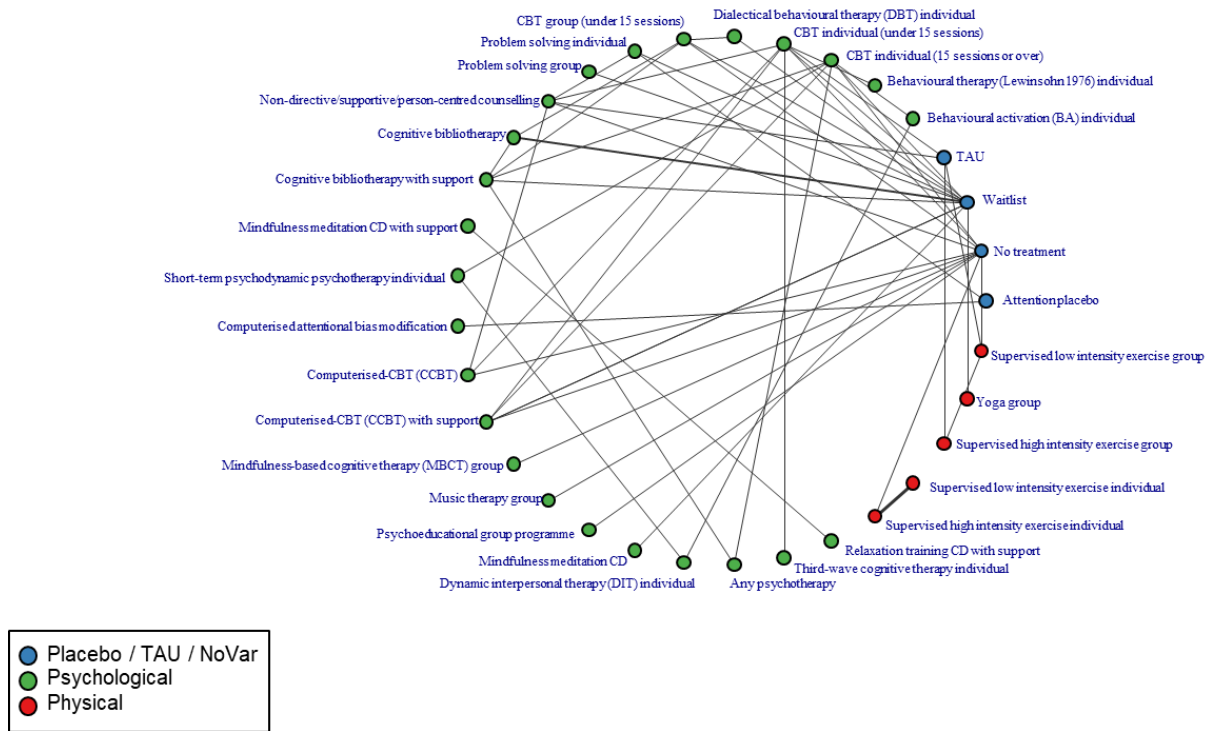 Dialectical behavioural therapy (DBT) individual
CBT group (under 15 sessions)
CBT individual (under 15 sessions)
Problem solving individual
CBT individual (15 sessions or over)
Problem solving group
Behavioural therapy (Lewinsohn 1976) individual
Non-directive/supportive/person-centred counselling
Behavioural activation (BA) individual
Cognitive bibliotherapy
TAU
Cognitive bibliotherapy with support
Waitlist
Mindfulness meditation CD with support
No treatment
Short-term psychodynamic psychotherapy individual
Attention placebo
Computerised attentional bias modification
Supervised low intensity exercise group
Computerised-CBT (CCBT)
Yoga group
Computerised-CBT (CCBT) with support
Supervised high intensity exercise group
Mindfulness-based cognitive therapy (MBCT) group
Supervised low intensity exercise individual
Music therapy group
Supervised high intensity exercise individual
Psychoeducational group programme
Relaxation training CD with support
Mindfulness meditation CD
Third-wave cognitive therapy individual
Dynamic interpersonal therapy (DIT) individual
Any psychotherapy
Placebo / TAU / NoVar
Psychological
Physical